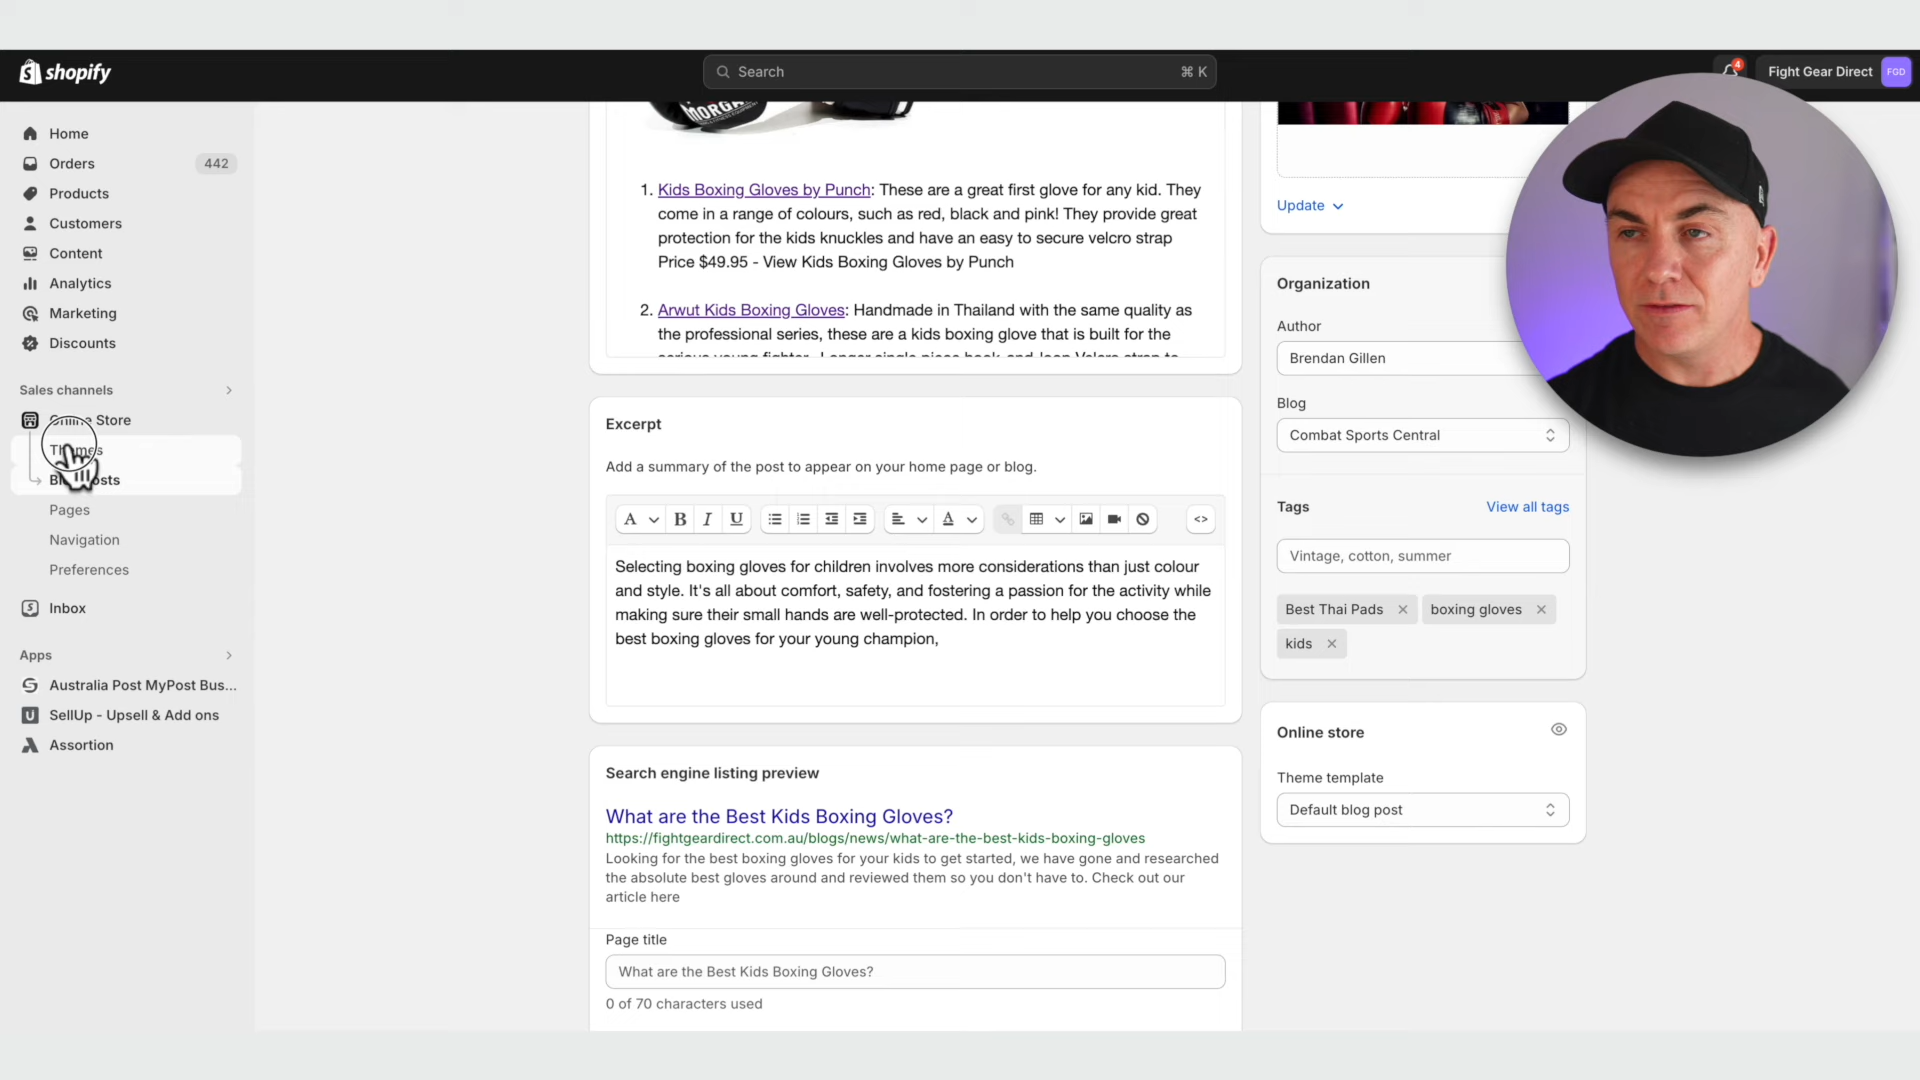 shopify
Search
⌘ K
4
Fight Gear Direct
FGD
Home
Orders
442
Products
Customers
Content
Analytics
Marketing
Discounts
Sales channels
Online Store
Themes
Blog posts
Pages
Navigation
Preferences
Inbox
Apps
Australia Post MyPost Bus...
SellUp - Upsell & Add ons
Assortion
MORGAN
1. Kids Boxing Gloves by Punch: These are a great first glove for any kid. They
come in a range of colours, such as red, black and pink! They provide great
protection for the kids knuckles and have an easy to secure velcro strap
Price $49.95 - View Kids Boxing Gloves by Punch
2. Arwut Kids Boxing Gloves: Handmade in Thailand with the same quality as
the professional series, these are a kids boxing glove that is built for the
serious young fighter. Longer single piece hook-and-loop Velcro strap to
Excerpt
Add a summary of the post to appear on your home page or blog.
A B I U A <>
Selecting boxing gloves for children involves more considerations than just colour
and style. It's all about comfort, safety, and fostering a passion for the activity while
making sure their small hands are well-protected. In order to help you choose the
best boxing gloves for your young champion,
Search engine listing preview
What are the Best Kids Boxing Gloves?
https://fightgeardirect.com.au/blogs/news/what-are-the-best-kids-boxing-gloves
Looking for the best boxing gloves for your kids to get started, we have gone and researched
the absolute best gloves around and reviewed them so you don't have to. Check out our
article here
Page title
What are the Best Kids Boxing Gloves?
0 of 70 characters used
Update
Organization
Author
Brendan Gillen
Blog
Combat Sports Central
Tags
View all tags
Vintage, cotton, summer
Best Thai Pads
boxing gloves
kids
Online store
Theme template
Default blog post